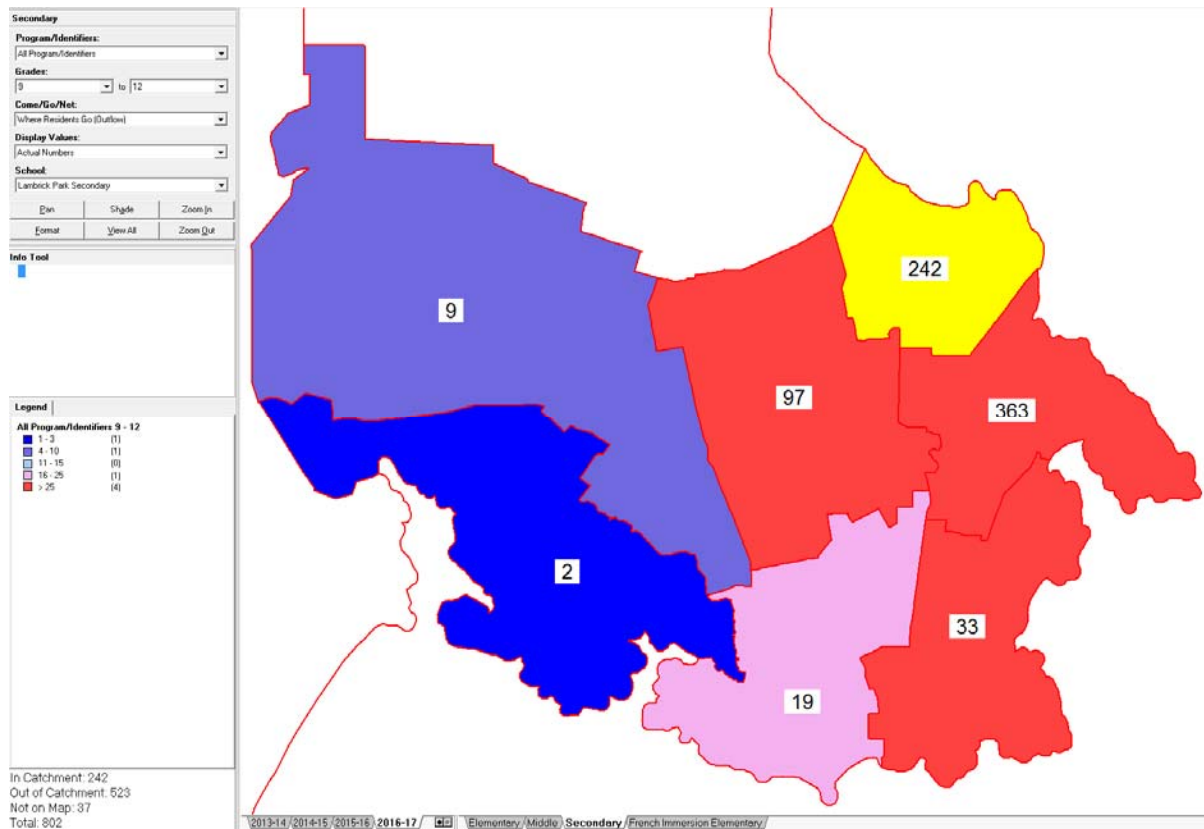 Secondary
Program/Identifiers:
All Program/Identifiers
Grades:
9 to 12
Come/Go/Net:
Where Residents Go (Outflow)
Display Values:
Actual Numbers
School:
Lambrick Park Secondary
Pan Shade Zoom In
Format View All Zoom Out
Info Tool
Legend
All Program/Identifiers 9 - 12
1 - 3 (1)
4 - 10 (1)
11 - 15 (0)
16 - 25 (1)
> 25 (4)
In Catchment: 242
Out of Catchment: 523
Not on Map: 37
Total: 802
242
9
97
363
2
33
19
2013-14 2014-15 2015-16 2016-17 Elementary Middle Secondary French Immersion Elementary